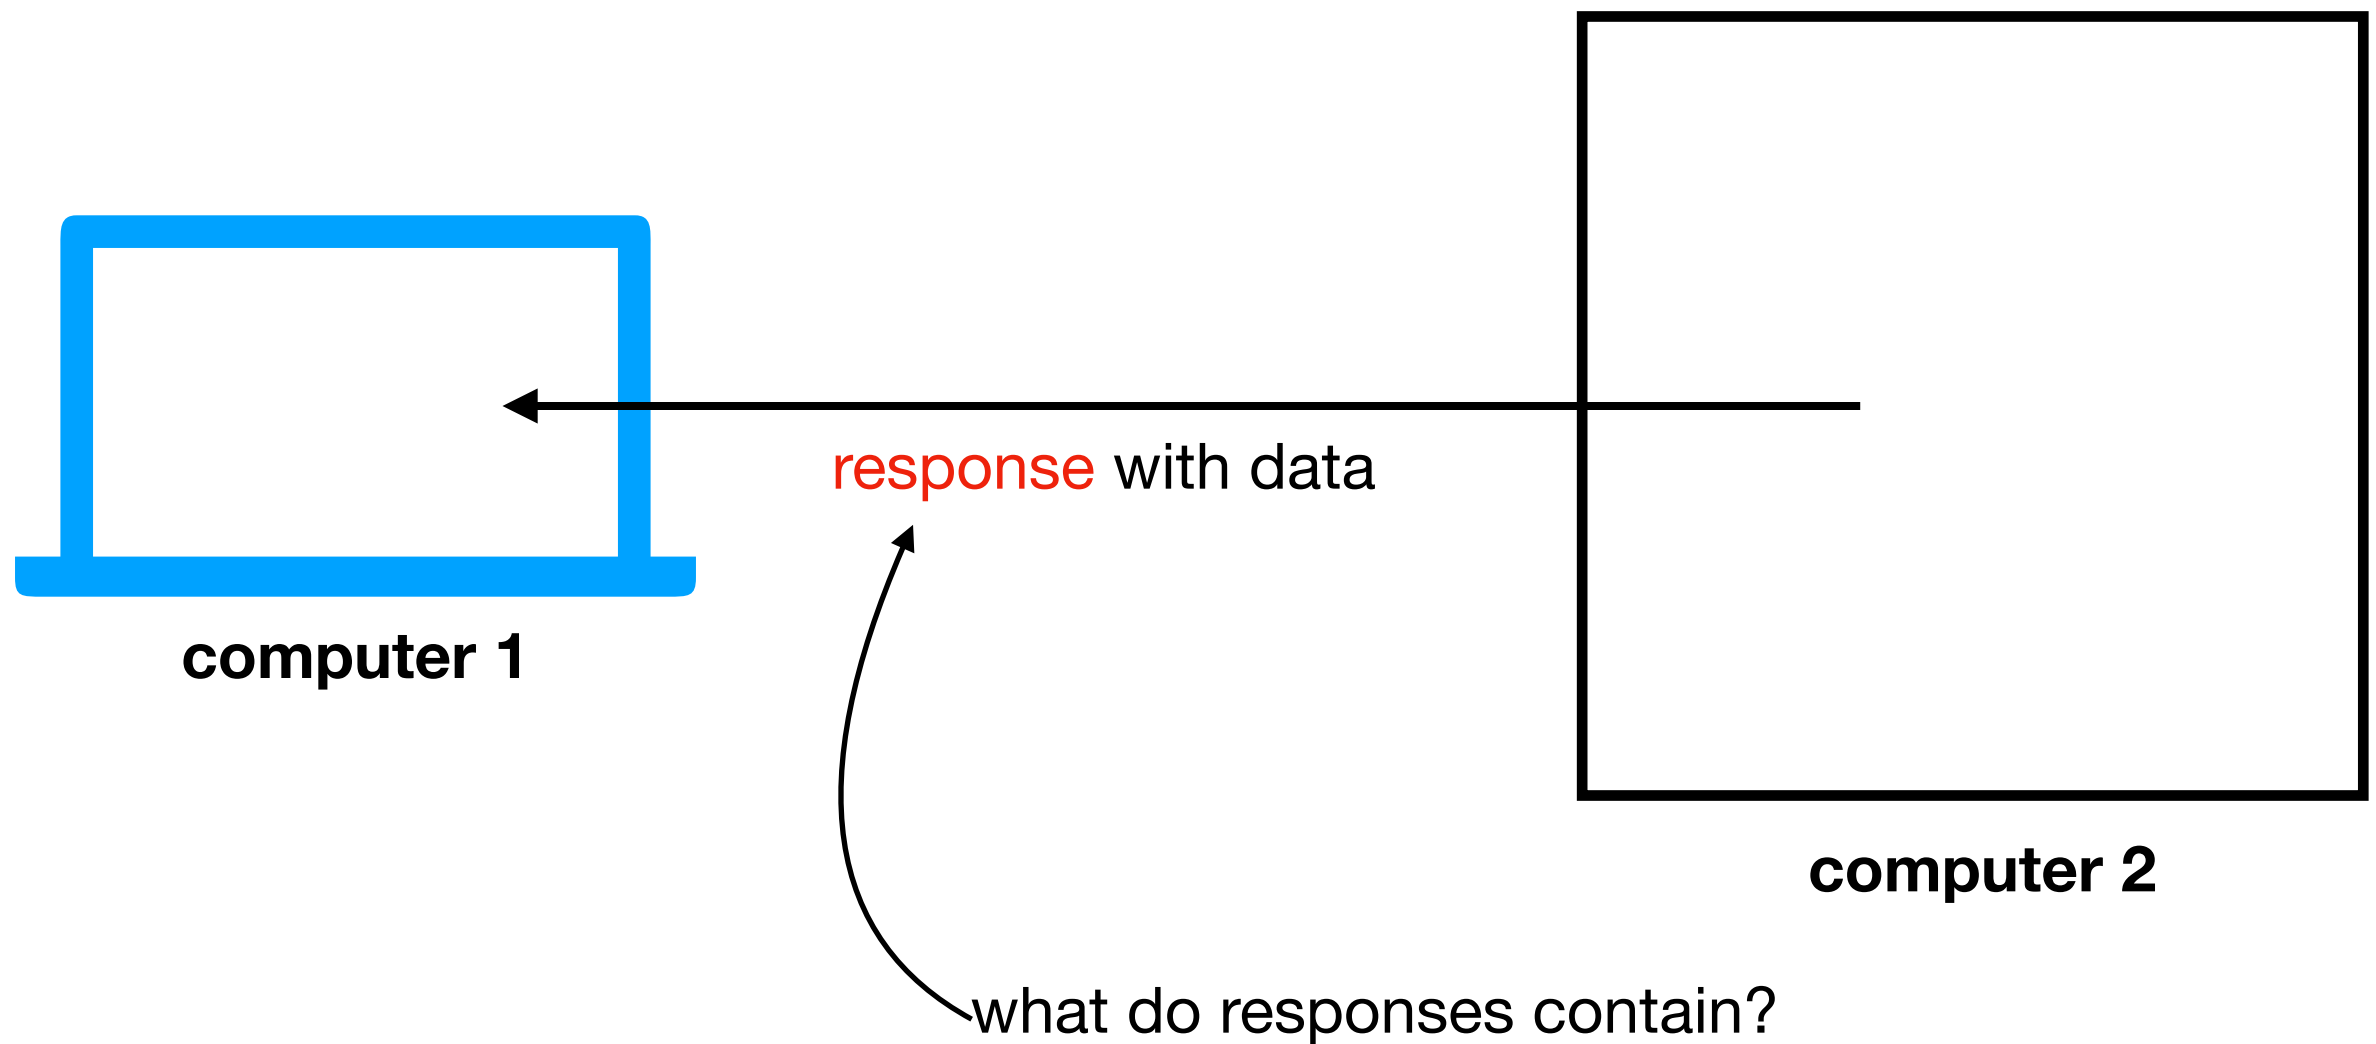 response with data
computer 1
computer 2
what do responses contain?